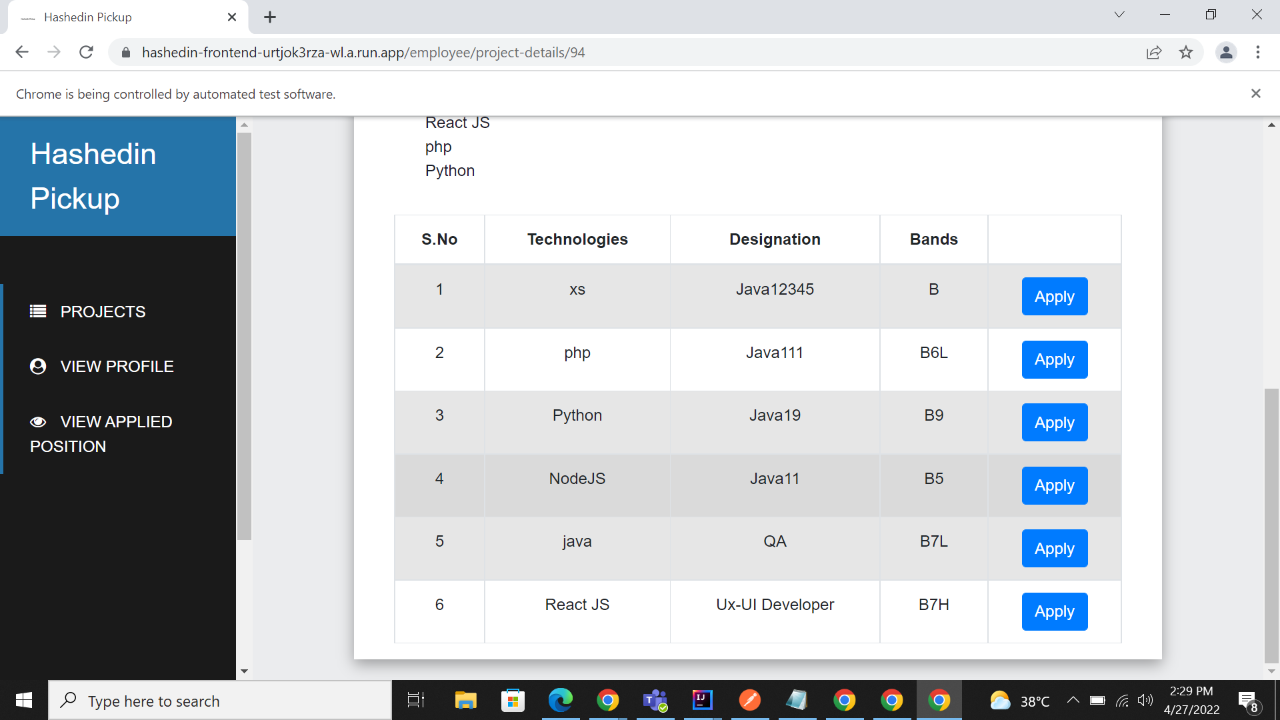 Hashedin Pickup
hashedin-frontend-urtjok3rza-wl.a.run.app/employee/project-details/94
Chrome is being controlled by automated test software.
Hashedin
Pickup
PROJECTS
VIEW PROFILE
VIEW APPLIED
POSITION
React JS
php
Python
S.No Technologies Designation Bands
1 xs Java12345 B Apply
2 php Java111 B6L Apply
3 Python Java19 B9 Apply
4 NodeJS Java11 B5 Apply
5 java QA B7L Apply
6 React JS Ux-UI Developer B7H Apply
Type here to search
38°C
2:29 PM
4/27/2022
8